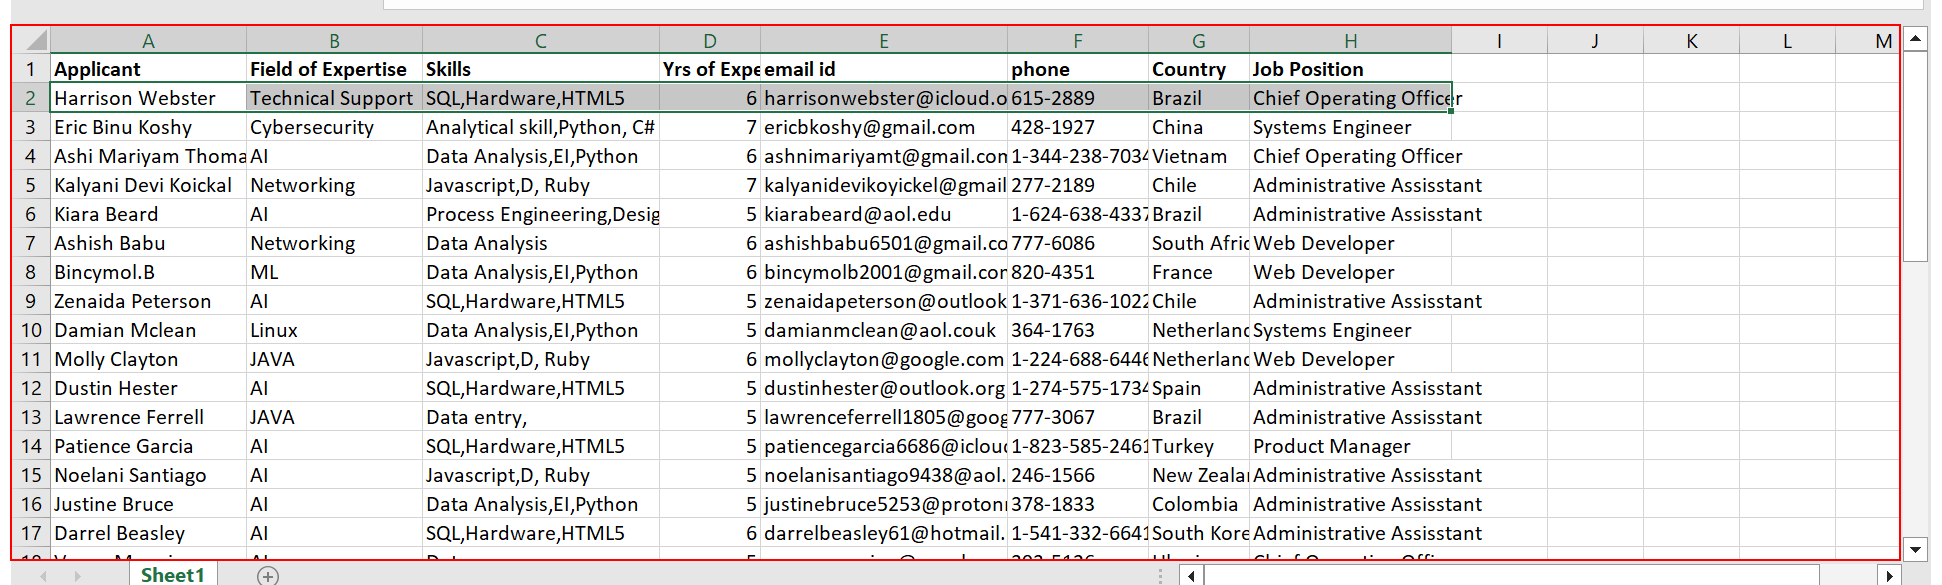 A B C D E F G H I J K L M
1 Applicant Field of Expertise Skills Yrs of Expe email id phone Country Job Position
2 Harrison Webster Technical Support SQL,Hardware,HTML5 6 harrisonwebster@icloud.o 615-2889 Brazil Chief Operating Officer
3 Eric Binu Koshy Cybersecurity Analytical skill,Python, C# 7 ericbkoshy@gmail.com 428-1927 China Systems Engineer
4 Ashi Mariyam Thoma AI Data Analysis,EI,Python 6 ashnimariyamt@gmail.com 1-344-238-7034 Vietnam Chief Operating Officer
5 Kalyani Devi Koickal Networking Javascript,D, Ruby 7 kalyanidevikoyickel@gmail 277-2189 Chile Administrative Assisstant
6 Kiara Beard AI Process Engineering,Desig 5 kiarabeard@aol.edu 1-624-638-4337 Brazil Administrative Assisstant
7 Ashish Babu Networking Data Analysis 6 ashishbabu6501@gmail.co 777-6086 South Afric Web Developer
8 Bincymol.B ML Data Analysis,EI,Python 6 bincymolb2001@gmail.com 820-4351 France Web Developer
9 Zenaida Peterson AI SQL,Hardware,HTML5 5 zenaidapeterson@outlook 1-371-636-1022 Chile Administrative Assisstant
10 Damian Mclean Linux Data Analysis,EI,Python 5 damianmclean@aol.couk 364-1763 Netherland Systems Engineer
11 Molly Clayton JAVA Javascript,D, Ruby 6 mollyclayton@google.com 1-224-688-6446 Netherland Web Developer
12 Dustin Hester AI SQL,Hardware,HTML5 5 dustinhester@outlook.org 1-274-575-1734 Spain Administrative Assisstant
13 Lawrence Ferrell JAVA Data entry, 5 lawrenceferrell1805@goog 777-3067 Brazil Administrative Assisstant
14 Patience Garcia AI SQL,Hardware,HTML5 5 patiencegarcia6686@iclou 1-823-585-2461 Turkey Product Manager
15 Noelani Santiago AI Javascript,D, Ruby 5 noelanisantiago9438@aol. 246-1566 New Zeala Administrative Assisstant
16 Justine Bruce AI Data Analysis,EI,Python 5 justinebruce5253@proton 378-1833 Colombia Administrative Assisstant
17 Darrel Beasley AI SQL,Hardware,HTML5 6 darrelbeasley61@hotmail. 1-541-332-6641 South Kore Administrative Assisstant
Sheet1